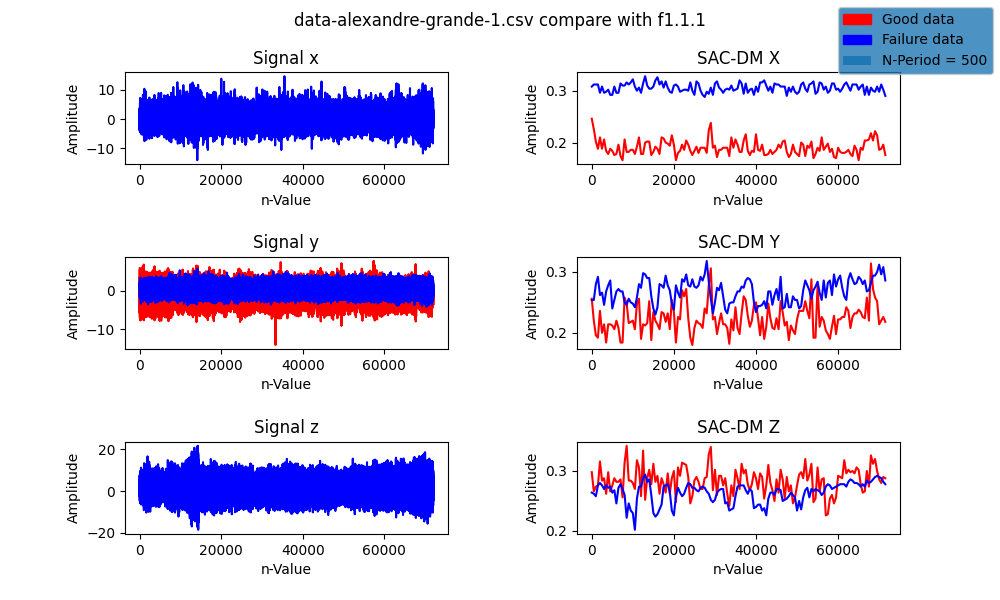 data-alexandre-grande-1.csv compare with f1.1.1
Good data
Failure data
N-Period = 500
Signal x
Amplitude
10
0
−10
0 20000 40000 60000
n-Value
SAC-DM X
Amplitude
0.3
0.2
0 20000 40000 60000
n-Value
Signal y
Amplitude
0
−10
0 20000 40000 60000
n-Value
SAC-DM Y
Amplitude
0.3
0.2
0 20000 40000 60000
n-Value
Signal z
Amplitude
20
0
−20
0 20000 40000 60000
n-Value
SAC-DM Z
Amplitude
0.3
0.2
0 20000 40000 60000
n-Value